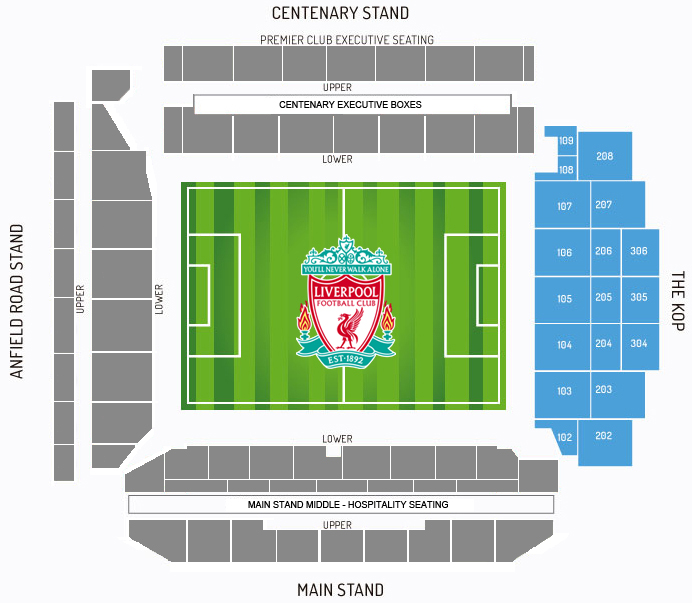 CENTENARY STAND
PREMIER CLUB EXECUTIVE SEATING
UPPER
CENTENARY EXECUTIVE BOXES
LOWER
109
108
208
107
207
106
206
306
105
205
305
104
204
304
103
203
102
202
THE KOP
ANFIELD ROAD STAND
UPPER
LOWER
YOU'LL NEVER WALK ALONE
LIVERPOOL
FOOTBALL CLUB
EST·1892
LOWER
MAIN STAND MIDDLE - HOSPITALITY SEATING
UPPER
MAIN STAND